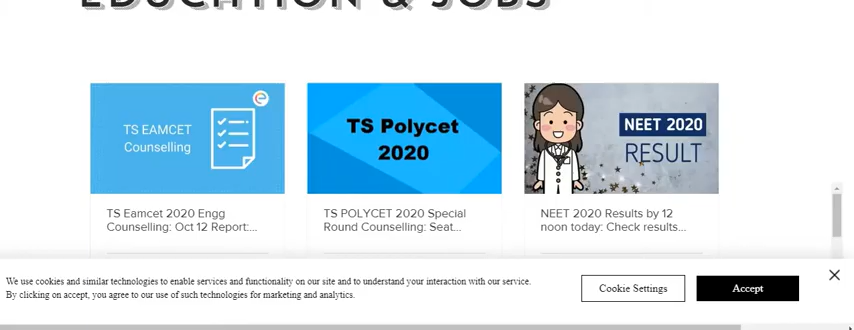 EDUCATION & JOBS
TS EAMCET
Counselling
TS Polycet
2020
NEET 2020
RESULT
TS Eamcet 2020 Engg
Counselling: Oct 12 Report:...
TS POLYCET 2020 Special
Round Counselling: Seat...
NEET 2020 Results by 12
noon today: Check results...
We use cookies and similar technologies to enable services and functionality on our site and to understand your interaction with our service.
By clicking on accept, you agree to our use of such technologies for marketing and analytics.
Cookie Settings
Accept